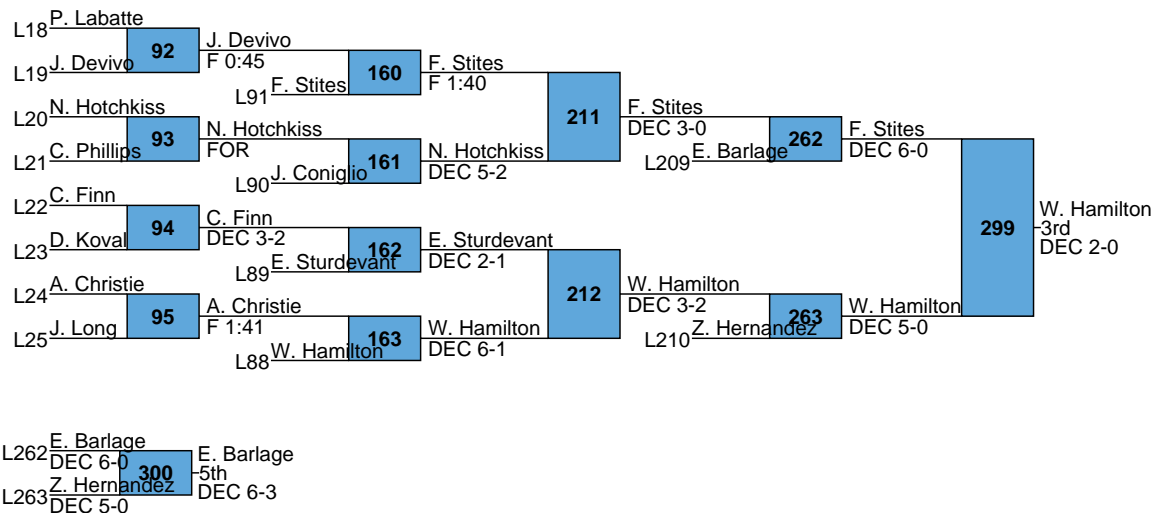 L18 P. Labatte
92
J. Devivo
F 0:45
L19 J. Devivo
160
F. Stites
F 1:40
L91 F. Stites
211
F. Stites
DEC 3-0
L20 N. Hotchkiss
93
N. Hotchkiss
FOR
L21 C. Phillips
161
N. Hotchkiss
DEC 5-2
L90 J. Coniglio
262
F. Stites
DEC 6-0
L209 E. Barlage
L22 C. Finn
94
C. Finn
DEC 3-2
L23 D. Koval
162
E. Sturdevant
DEC 2-1
L89 E. Sturdevant
299
W. Hamilton
3rd
DEC 2-0
L24 A. Christie
95
A. Christie
F 1:41
L25 J. Long
163
W. Hamilton
DEC 6-1
L88 W. Hamilton
212
W. Hamilton
DEC 3-2
263
W. Hamilton
DEC 5-0
L210 Z. Hernandez
L262 E. Barlage
DEC 6-0
300
E. Barlage
5th
DEC 6-3
L263 Z. Hernandez
DEC 5-0